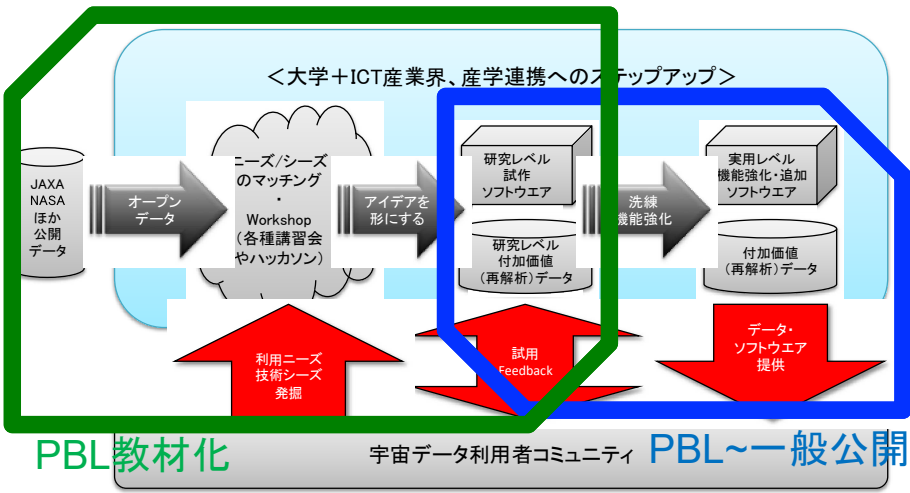 <大学+ICT産業界、産学連携へのステップアップ>
JAXA
NASA
ほか
公開
データ
オープン
データ
ニーズ/シーズ
のマッチング
・
Workshop
(各種講習会
やハッカソン)
アイデアを
形にする
研究レベル
試作
ソフトウエア
研究レベル
付加価値
(再解析)データ
洗練
機能強化
実用レベル
機能強化・追加
ソフトウエア
付加価値
(再解析)データ
利用ニーズ
技術シーズ
発掘
試用
Feedback
データ・
ソフトウエア
提供
PBL教材化
宇宙データ利用者コミュニティ
PBL~一般公開